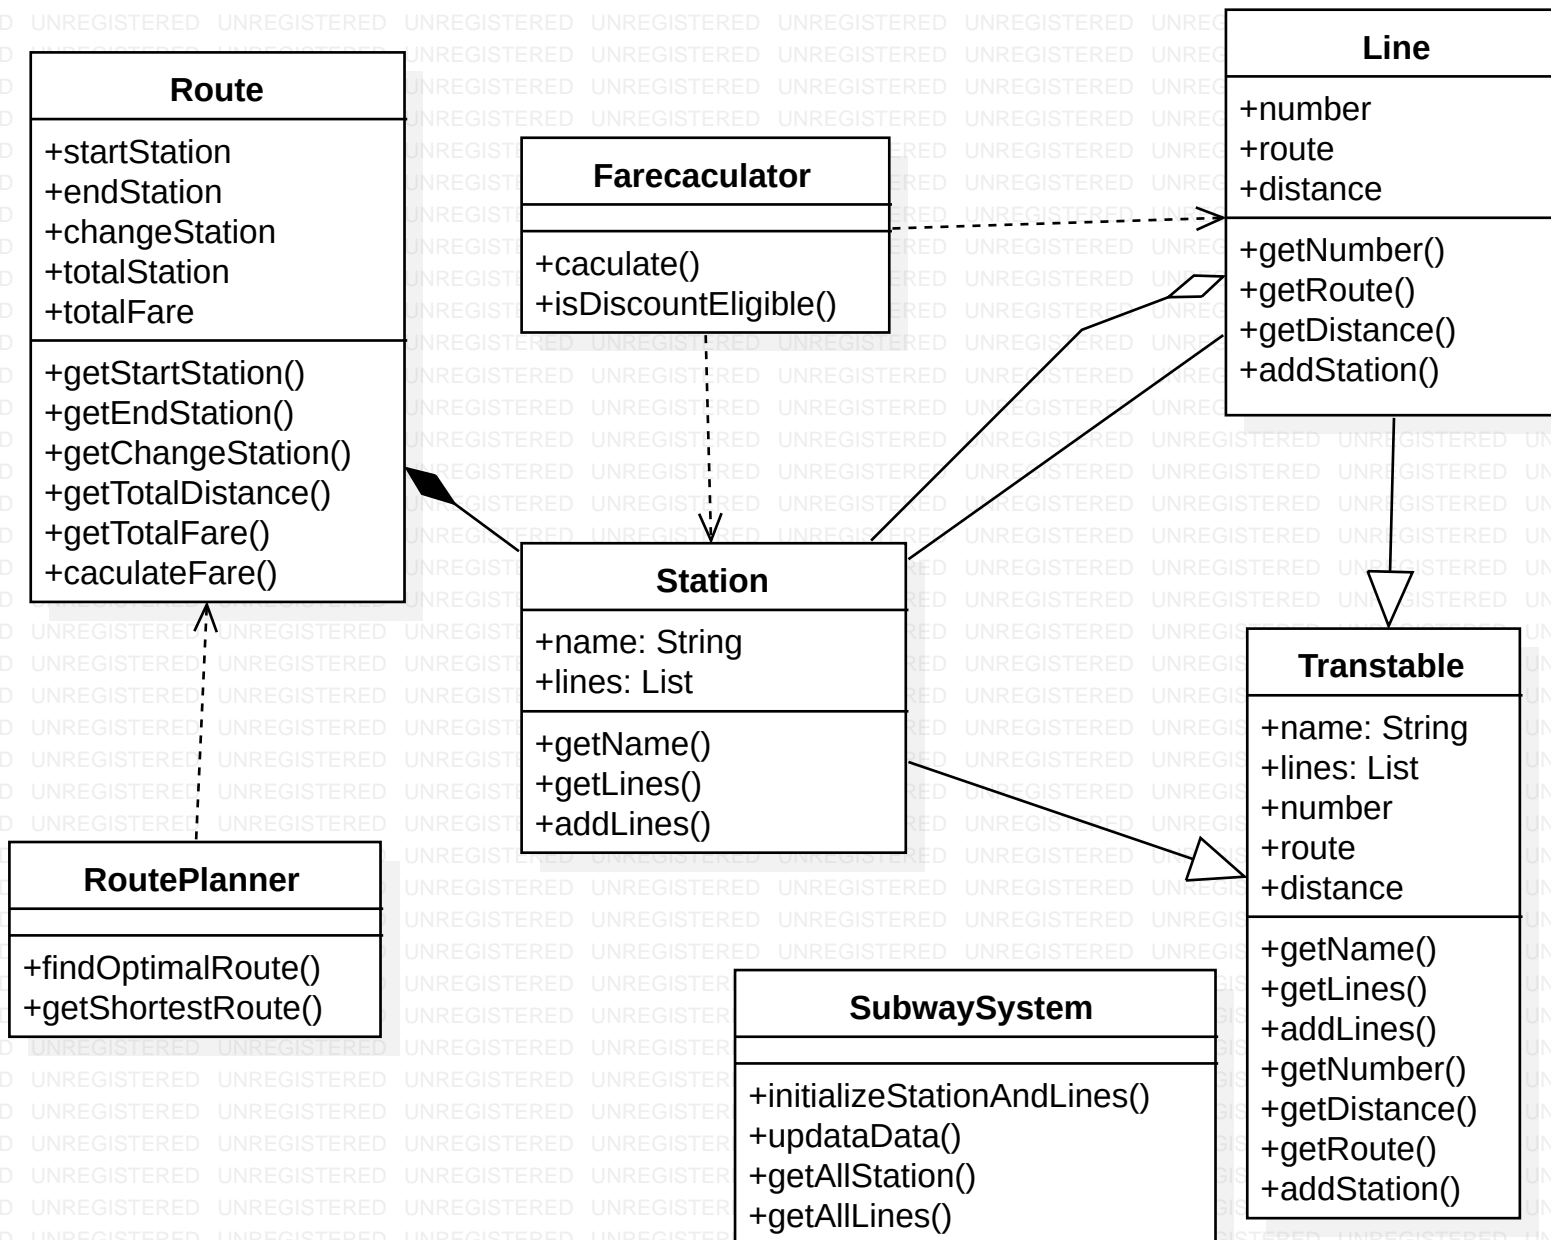 Route
+startStation
+endStation
+changeStation
+totalStation
+totalFare
+getStartStation()
+getEndStation()
+getChangeStation()
+getTotalDistance()
+getTotalFare()
+caculateFare()
Farecaculator
+caculate()
+isDiscountEligible()
Line
+number
+route
+distance
+getNumber()
+getRoute()
+getDistance()
+addStation()
Station
+name: String
+lines: List
+getName()
+getLines()
+addLines()
Transtable
+name: String
+lines: List
+number
+route
+distance
+getName()
+getLines()
+addLines()
+getNumber()
+getDistance()
+getRoute()
+addStation()
RoutePlanner
+findOptimalRoute()
+getShortestRoute()
SubwaySystem
+initializeStationAndLines()
+updataData()
+getAllStation()
+getAllLines()
UNREGISTERED